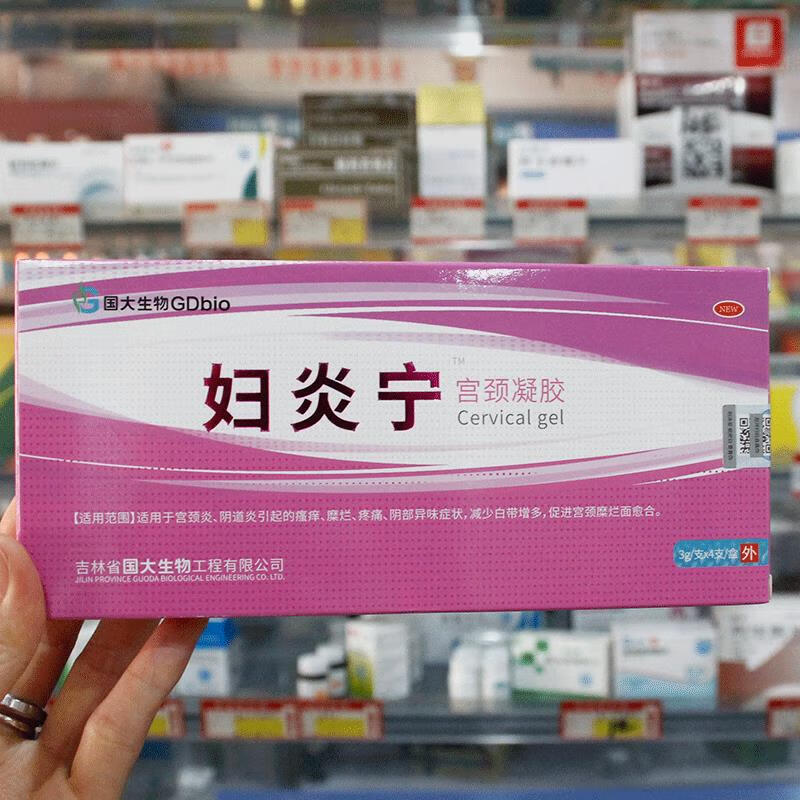 国大生物GDbio
NEW
妇炎宁™
宫颈凝胶
Cervical gel
【适用范围】适用于宫颈炎、阴道炎引起的瘙痒、糜烂、疼痛、阴部异味症状，减少白带增多，促进宫颈糜烂面愈合。
吉林省国大生物工程有限公司
JILIN PROVINCE GUODA BIOLOGICAL ENGINEERING CO. LTD.
3g/支x4支/盒 外